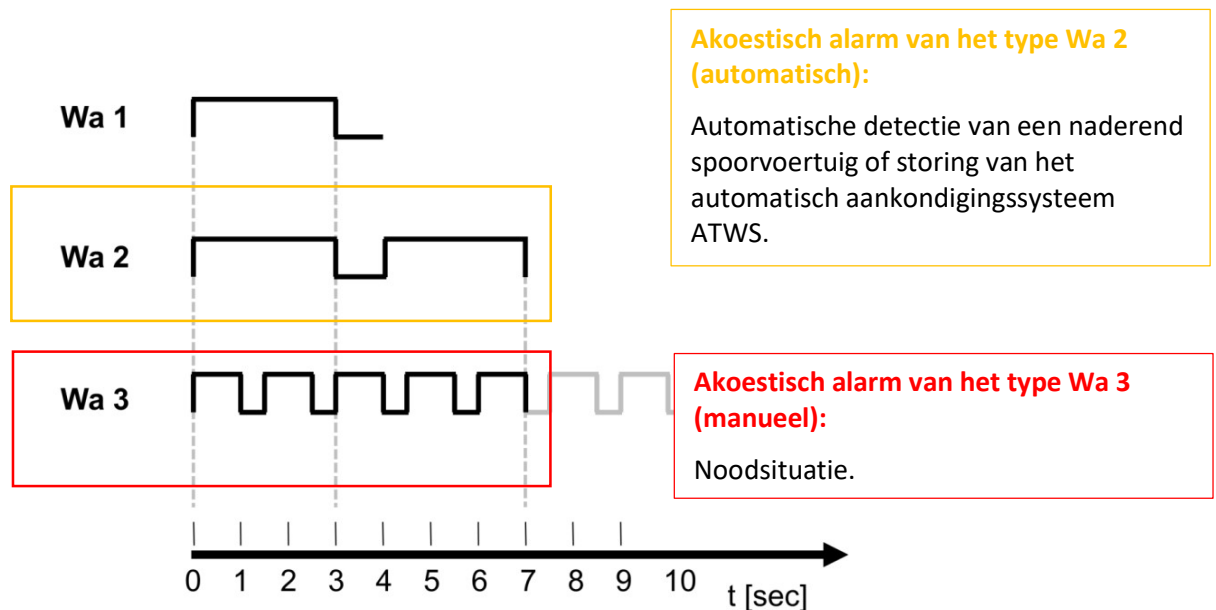 Akoestisch alarm van het type Wa 2
(automatisch):
Automatische detectie van een naderend
spoorvoertuig of storing van het
automatisch aankondigingssysteem
ATWS.
Wa 1
Wa 2
Wa 3
Akoestisch alarm van het type Wa 3
(manueel):
Noodsituatie.
0 1 2 3 4 5 6 7 8 9 10
t [sec]